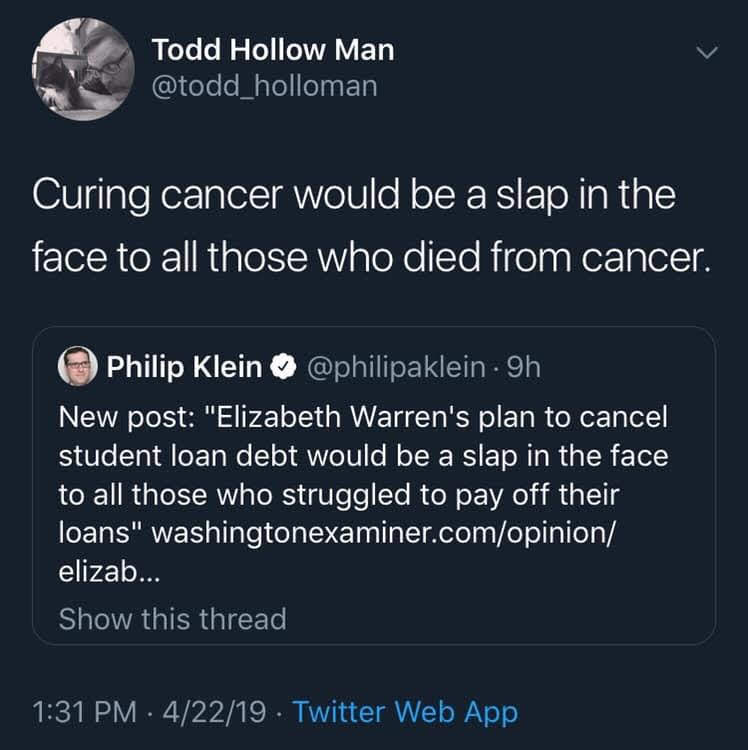 Todd Hollow Man
@todd_holloman
Curing cancer would be a slap in the
face to all those who died from cancer.
Philip Klein @philipaklein · 9h
New post: "Elizabeth Warren's plan to cancel
student loan debt would be a slap in the face
to all those who struggled to pay off their
loans" washingtonexaminer.com/opinion/
elizab...
Show this thread
1:31 PM · 4/22/19 · Twitter Web App